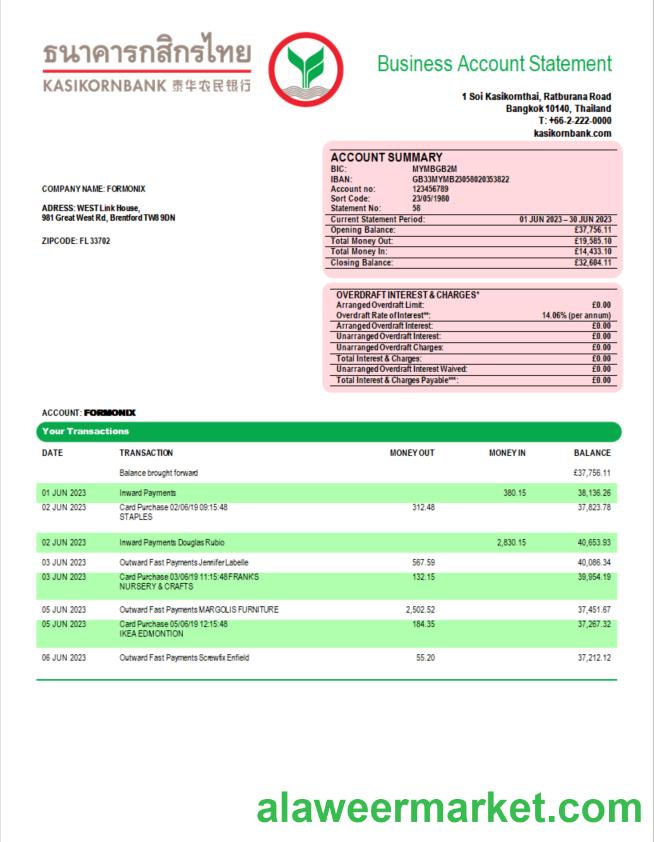 ธนาคารกสิกรไทย
KASIKORNBANK 泰华农民银行
Business Account Statement
1 Soi Kasikornthai, Ratburana Road
Bangkok 10140, Thailand
T: +66-2-222-0000
kasikornbank.com
COMPANY NAME: FORMONIX
ADRESS: WEST Link House,
981 Great West Rd, Brentford TW8 9DN
ZIPCODE: FL 33702
ACCOUNT SUMMARY
BIC: MYMBGB2M
IBAN: GB33MYMB23058020353822
Account no: 123456789
Sort Code: 23/05/1980
Statement No: 58
Current Statement Period: 01 JUN 2023 – 30 JUN 2023
Opening Balance: £37,756.11
Total Money Out: £19,585.10
Total Money In: £14,433.10
Closing Balance: £32,604.11
OVERDRAFT INTEREST & CHARGES*
Arranged Overdraft Limit: £0.00
Overdraft Rate of Interest**: 14.06% (per annum)
Arranged Overdraft Interest: £0.00
Unarranged Overdraft Interest: £0.00
Unarranged Overdraft Charges: £0.00
Total Interest & Charges: £0.00
Unarranged Overdraft Interest Waived: £0.00
Total Interest & Charges Payable***: £0.00
ACCOUNT: FORMONIX
Your Transactions
DATE TRANSACTION MONEY OUT MONEY IN BALANCE
Balance brought forward £37,756.11
01 JUN 2023 Inward Payments 380.15 38,136.26
02 JUN 2023 Card Purchase 02/06/19 09:15:48 312.48 37,823.78
STAPLES
02 JUN 2023 Inward Payments Douglas Rubio 2,830.15 40,653.93
03 JUN 2023 Outward Fast Payments Jennifer Labelle 567.59 40,086.34
03 JUN 2023 Card Purchase 03/06/19 11:15:48 FRANKS 132.15 39,954.19
NURSERY & CRAFTS
05 JUN 2023 Outward Fast Payments MARGOLIS FURNITURE 2,502.52 37,451.67
05 JUN 2023 Card Purchase 05/06/19 12:15:48 184.35 37,267.32
IKEA EDMONTION
06 JUN 2023 Outward Fast Payments Screwfix Enfield 55.20 37,212.12
alaweermarket.com